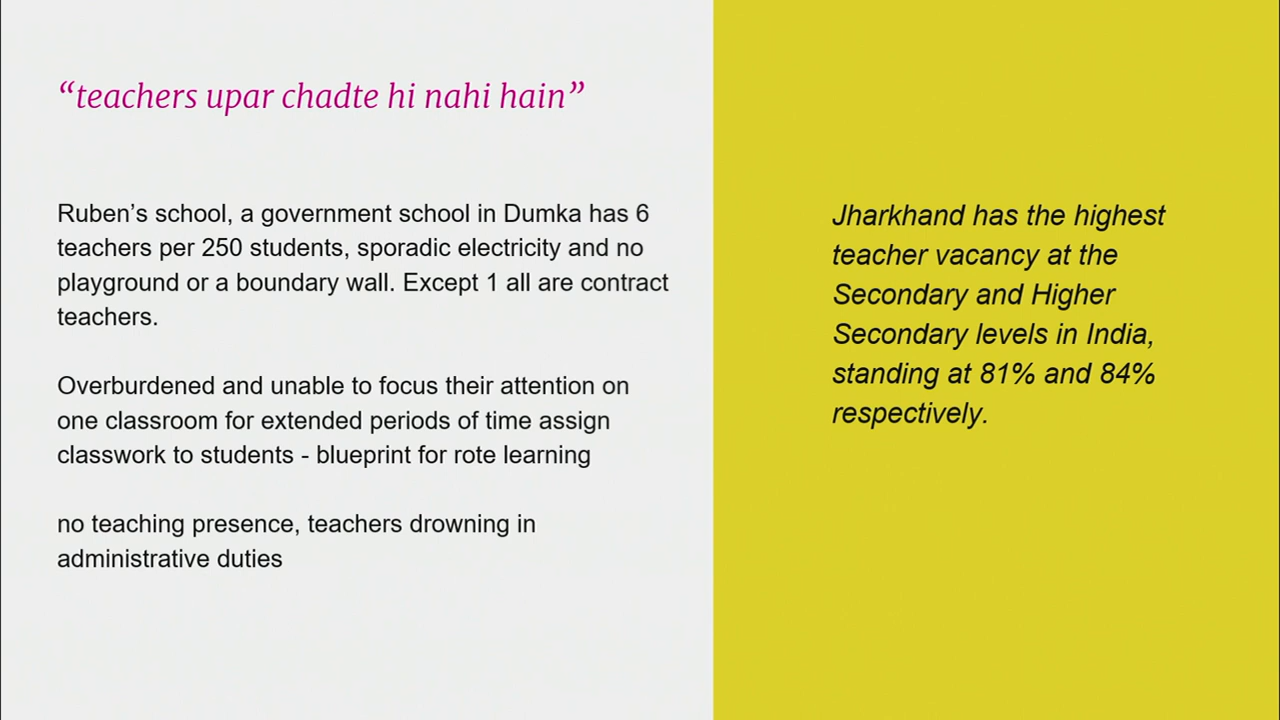 “teachers upar chadte hi nahi hain”
Ruben’s school, a government school in Dumka has 6
teachers per 250 students, sporadic electricity and no
playground or a boundary wall. Except 1 all are contract
teachers.
Overburdened and unable to focus their attention on
one classroom for extended periods of time assign
classwork to students - blueprint for rote learning
no teaching presence, teachers drowning in
administrative duties
Jharkhand has the highest
teacher vacancy at the
Secondary and Higher
Secondary levels in India,
standing at 81% and 84%
respectively.